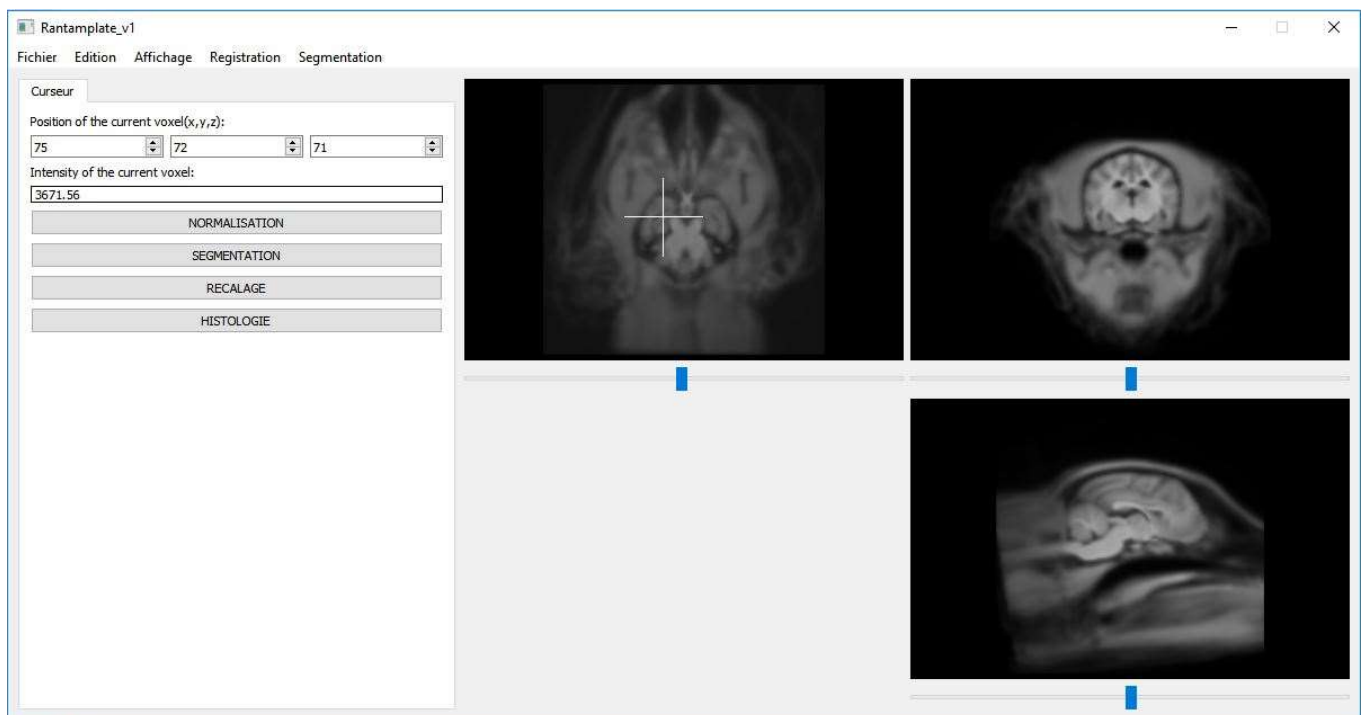 Rantamplate_v1
Fichier Edition Affichage Registration Segmentation
Curseur
Position of the current voxel(x,y,z):
75 72 71
Intensity of the current voxel:
3671.56
NORMALISATION
SEGMENTATION
RECALAGE
HISTOLOGIE